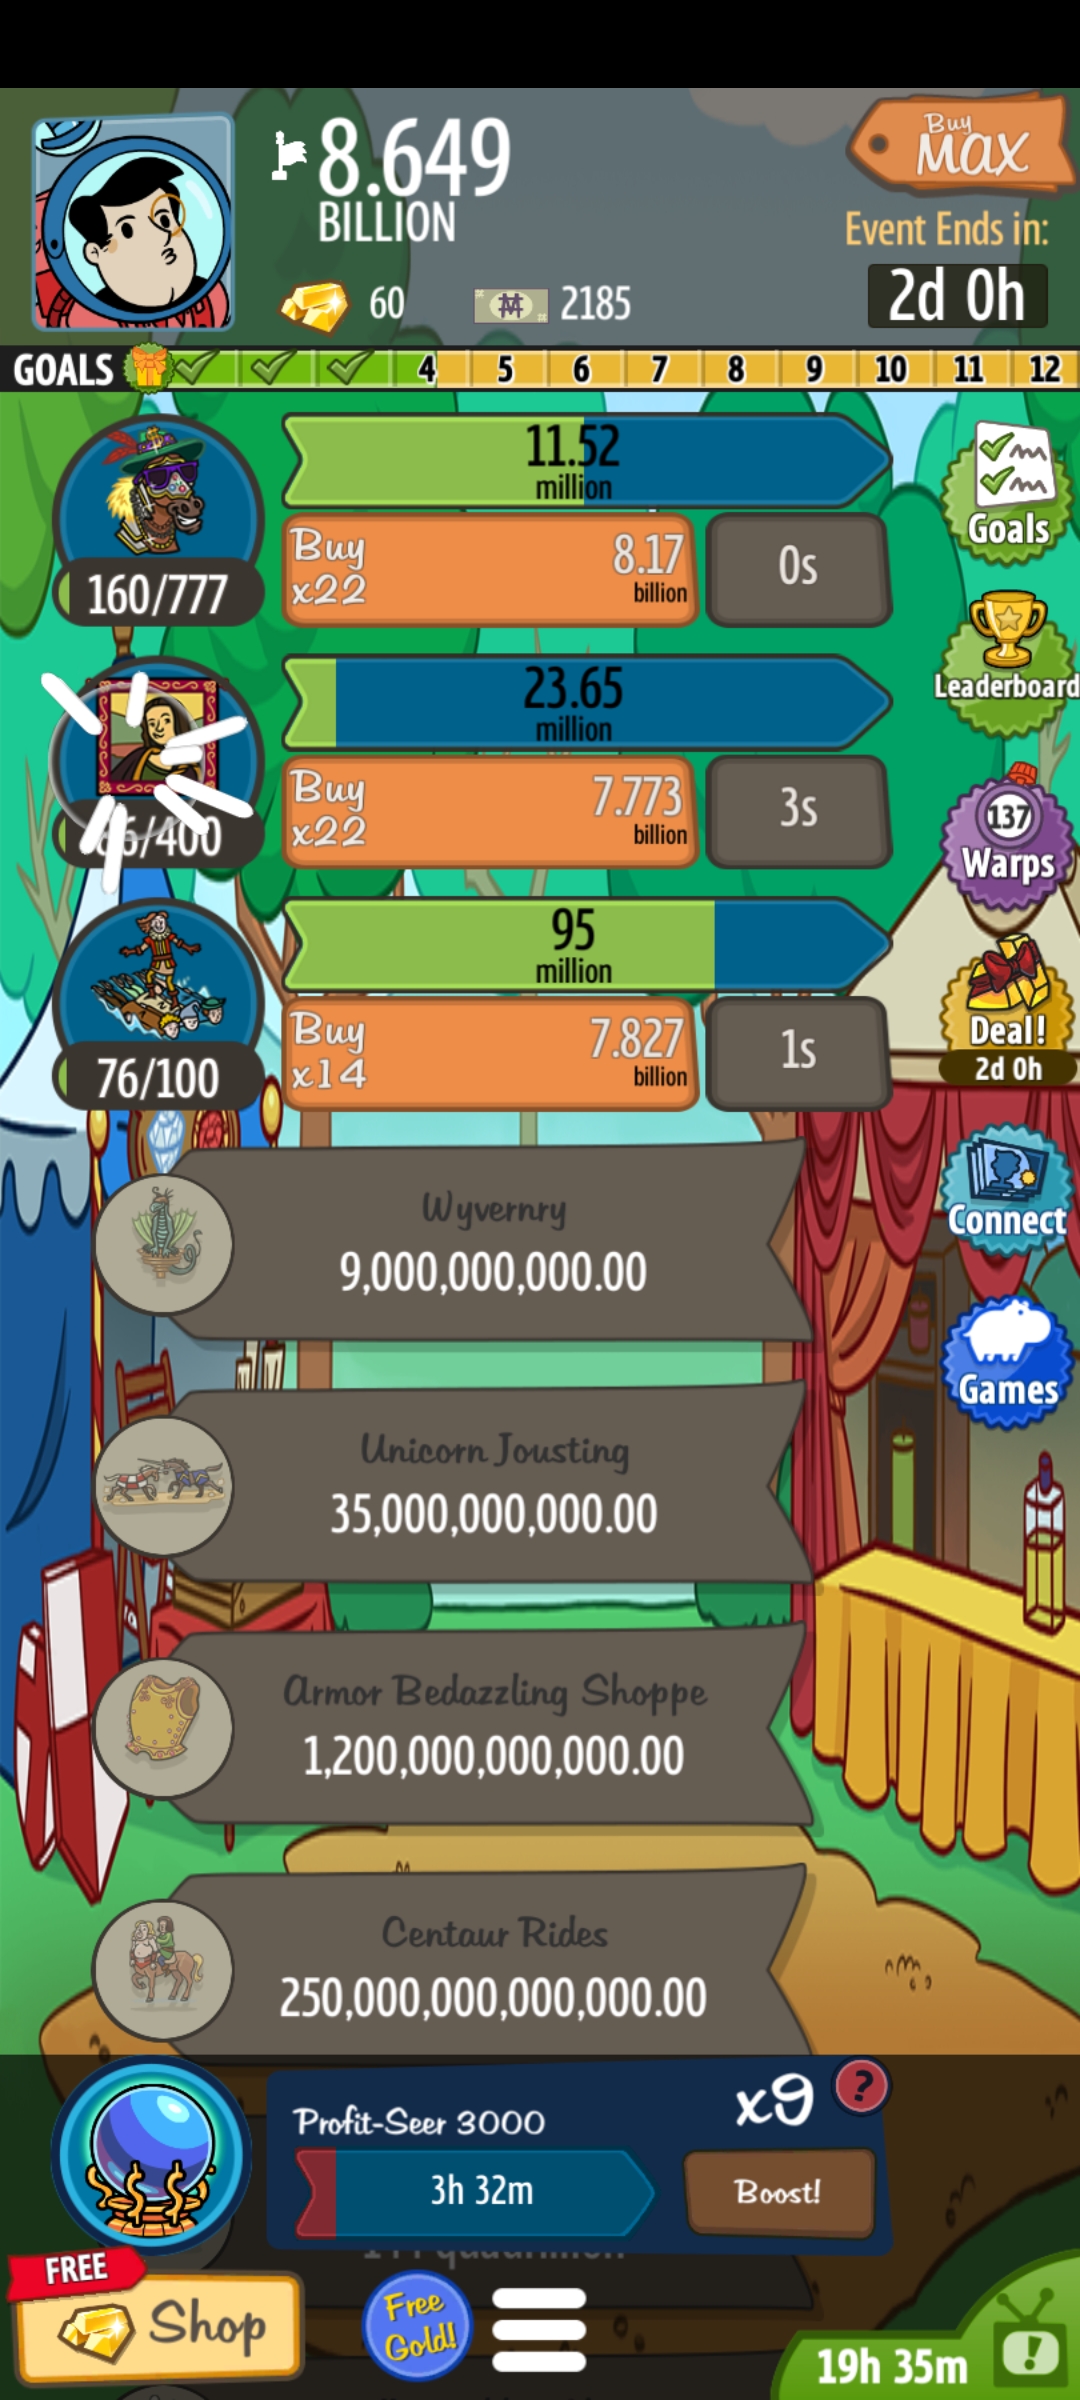 8.649
BILLION
Buy
MAX
Event Ends in:
2d 0h
60
2185
GOALS 4 5 6 7 8 9 10 11 12
11.52
million
Buy
x22
8.17
billion
0s
160/777
Goals
Leaderboard
23.65
million
Buy
x22
7.773
billion
3s
/400
137
Warps
95
million
Buy
x14
7.827
billion
1s
76/100
Deal!
2d 0h
Wyvernry
9,000,000,000.00
Connect
Games
Unicorn Jousting
35,000,000,000.00
Armor Bedazzling Shoppe
1,200,000,000,000.00
Centaur Rides
250,000,000,000,000.00
Profit-Seer 3000
x9
?
3h 32m
Boost!
FREE
Shop
Free
Gold!
19h 35m